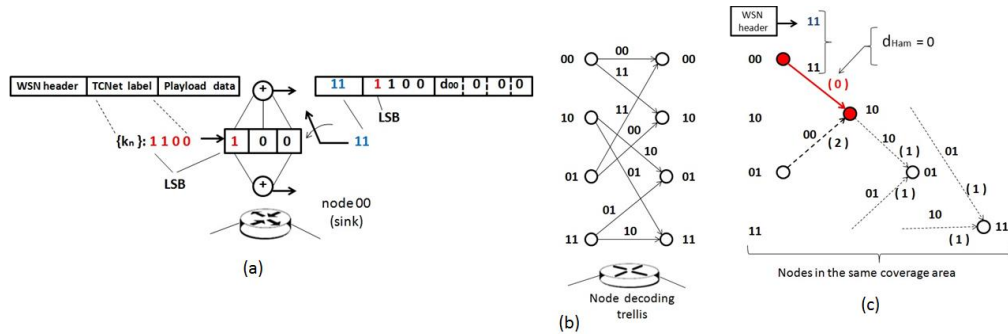 WSN header TCNet label Playload data
{kn }: 1 1 0 0
LSB
+
1 0 0
+
11 1 1 0 0 d00 0 0 0
LSB
11
node 00
(sink)
(a)
00 00 00
11
10 11 10
00
10
01 01 01
01
11 10 11
Node decoding
trellis
(b)
WSN
header
11
dHam = 0
00 11
( 0 )
10 10
00 10 01
( 2 ) ( 1 )
01 01
01 ( 1 ) ( 1 )
10
11 ( 1 ) 11
Nodes in the same coverage area
(c)